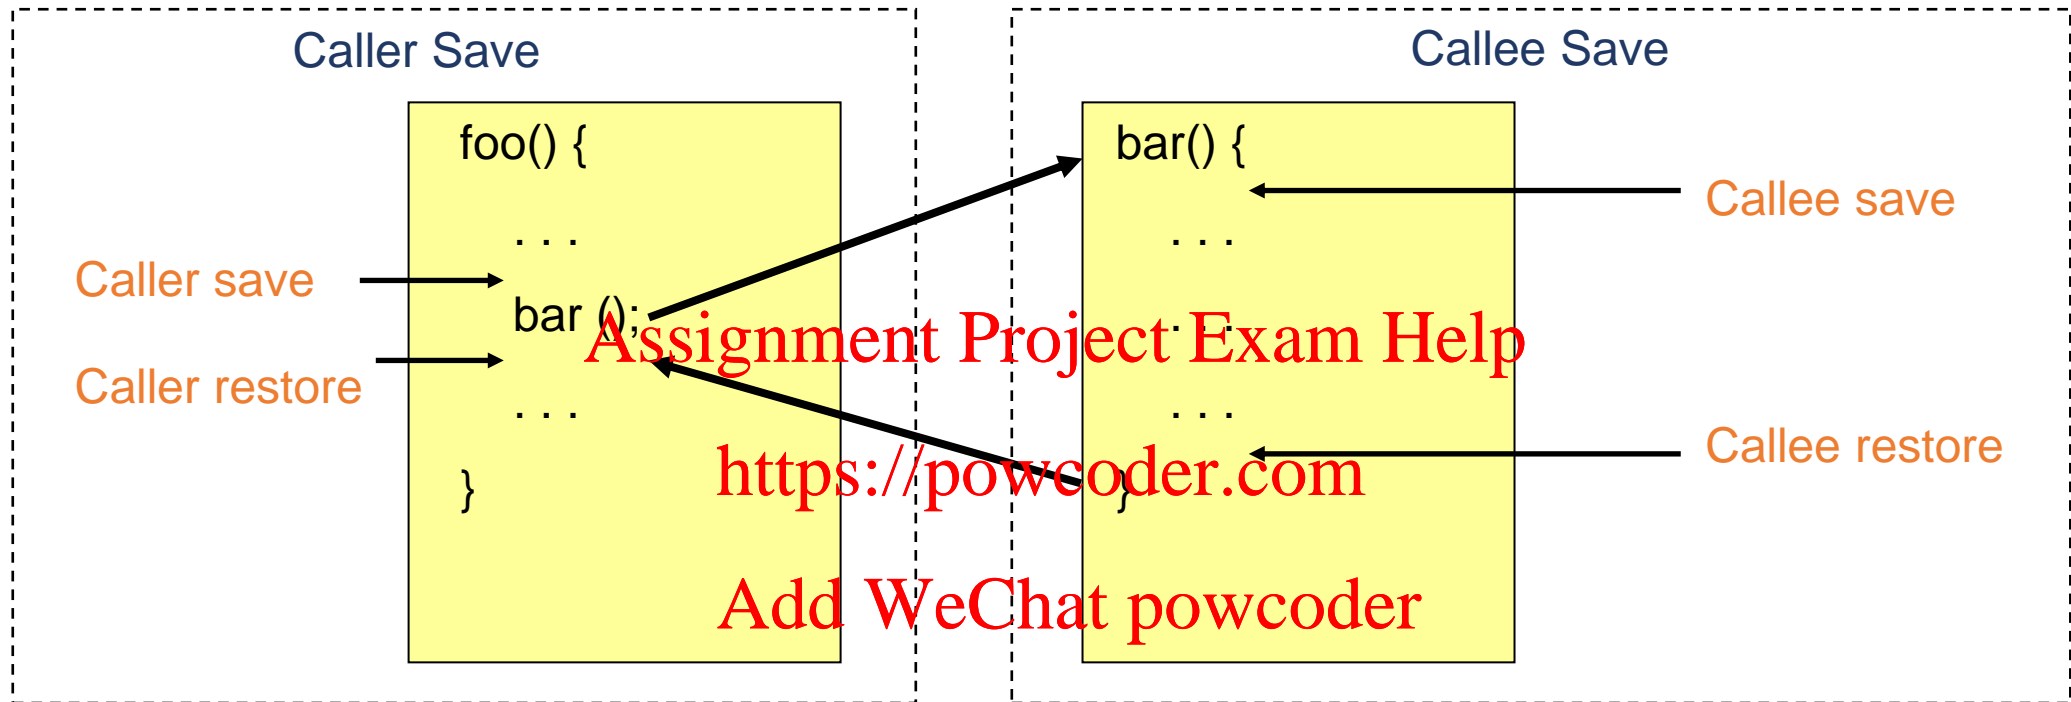 Caller Save
foo() {
. . .
Caller save
bar ();
Caller restore
. . .
}
Callee Save
bar() {
Callee save
. . .
. . .
. . .
Callee restore
}
Assignment Project Exam Help
https://powcoder.com
Add WeChat powcoder